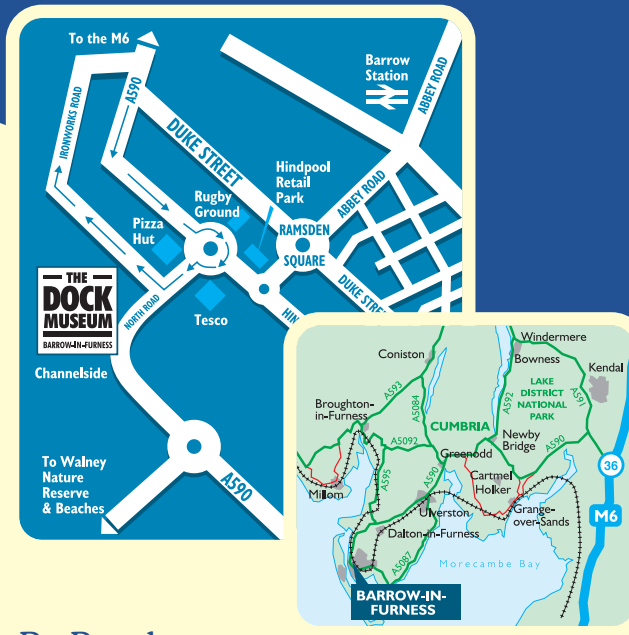 To the M6
IRONWORKS ROAD
A590
DUKE STREET
Barrow
Station
ABBEY ROAD
Hindpool
Retail
Park
Rugby
Ground
ABBEY ROAD
Pizza
Hut
RAMSDEN
SQUARE
DUKE STREET
THE
DOCK
MUSEUM
BARROW-IN-FURNESS
NORTH ROAD
Tesco
HIN
Channelside
To Walney
Nature
Reserve
& Beaches
A590
Windermere
Bowness
Coniston
Kendal
A593
A5084
A592
LAKE
DISTRICT
NATIONAL
PARK
A591
Broughton-
in-Furness
CUMBRIA
A5092
Newby
Bridge
A590
Greenodd
A595
A590
Cartmel
Holker
36
Millom
Ulverston
Grange-
over-Sands
M6
Dalton-in-Furness
A5087
Morecambe Bay
BARROW-IN-
FURNESS